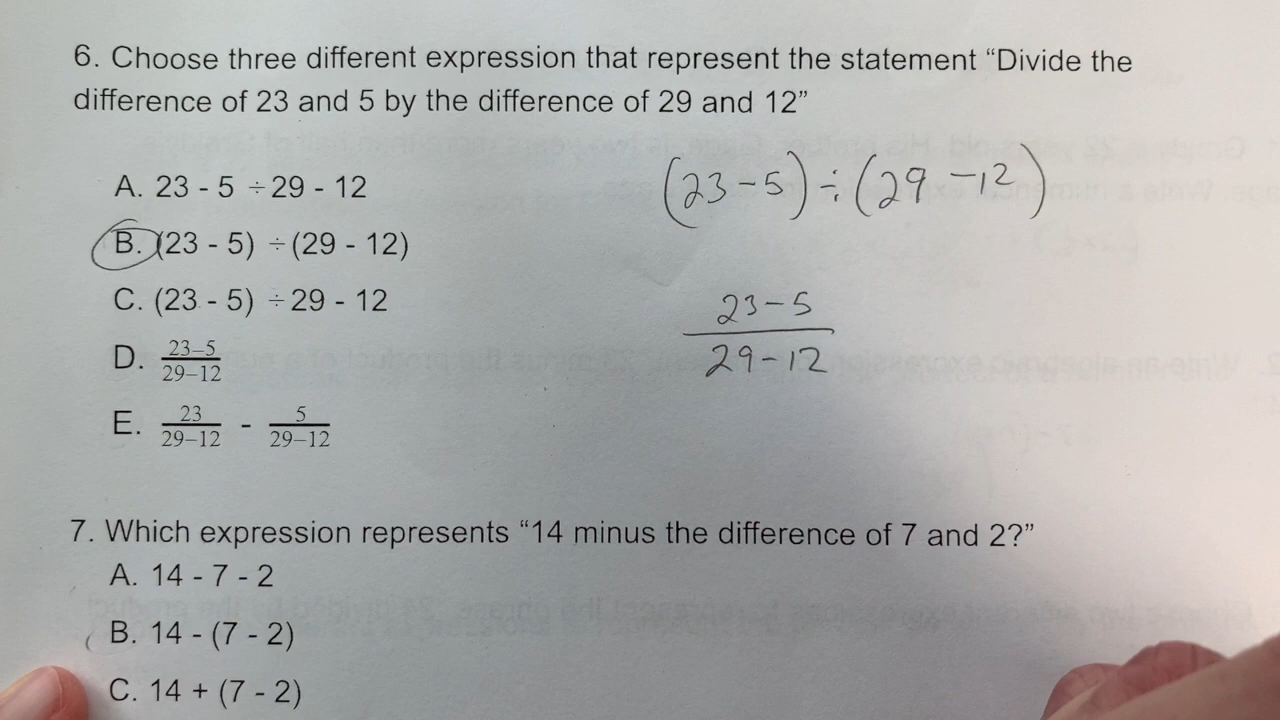 6. Choose three different expression that represent the statement “Divide the
difference of 23 and 5 by the difference of 29 and 12”
(23-5) ÷ (29-12)
A. 23 - 5 ÷ 29 - 12
B. (23 - 5) ÷ (29 - 12)
C. (23 - 5) ÷ 29 - 12
23-5
29-12
D. 23–5
29–12
E. 23 - 5
29–12 29–12
7. Which expression represents “14 minus the difference of 7 and 2?”
A. 14 - 7 - 2
B. 14 - (7 - 2)
C. 14 + (7 - 2)